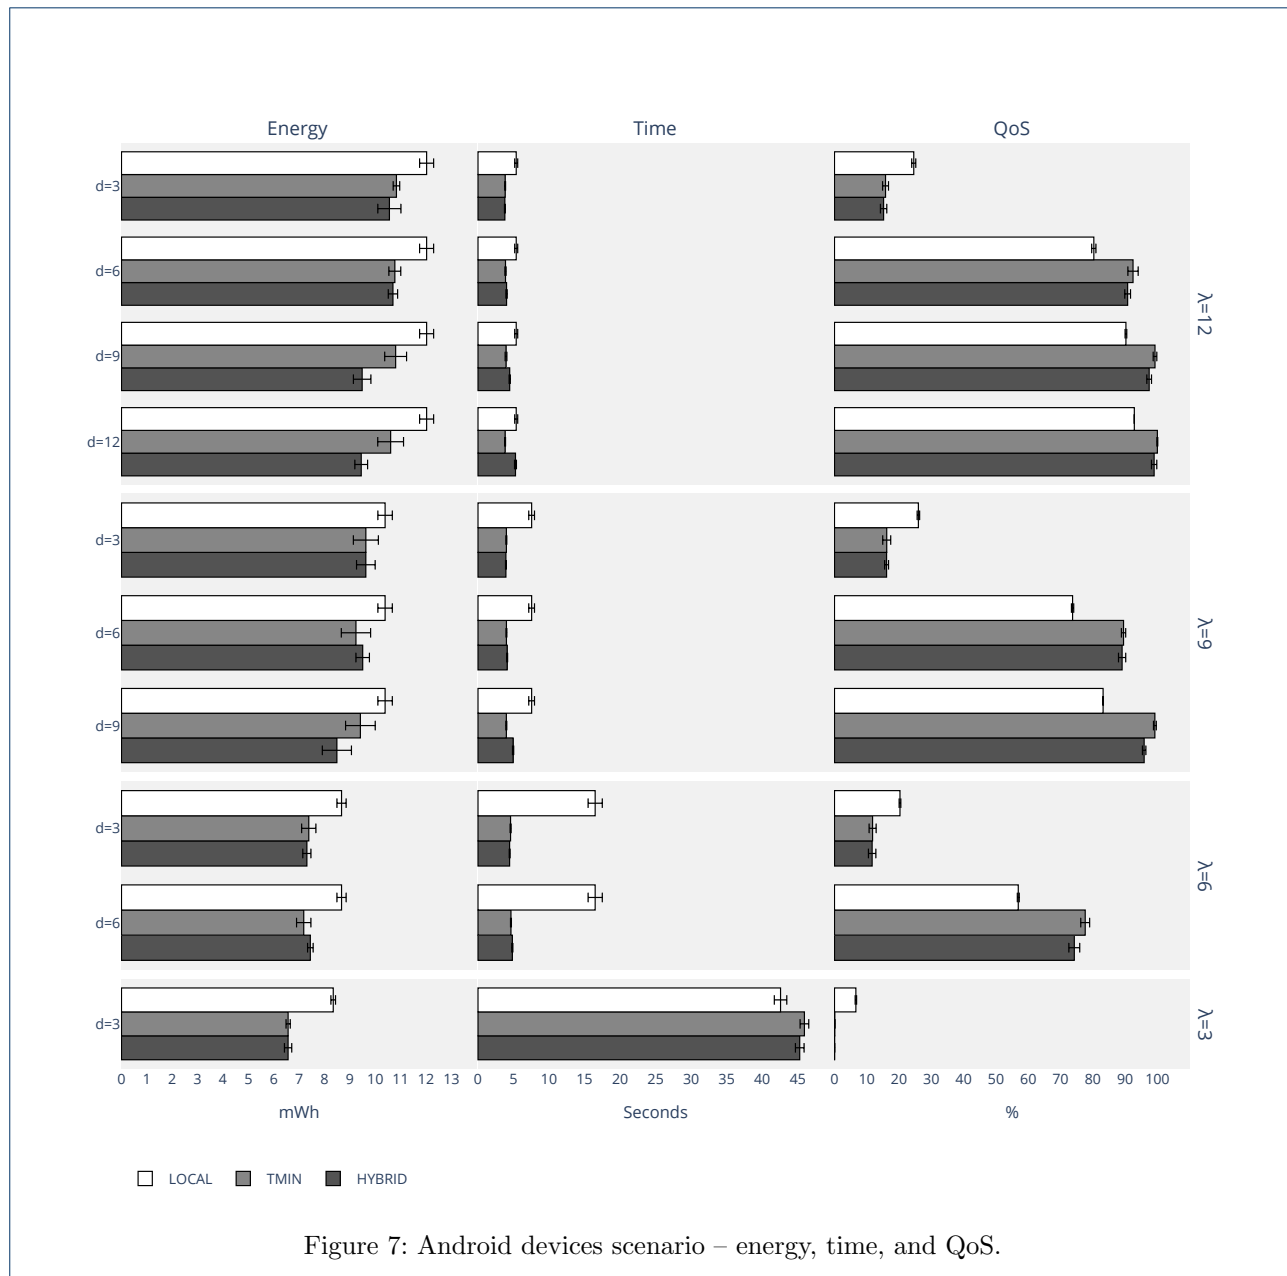 Energy Time QoS
d=3
d=6
d=9
d=12
λ=12
d=3
d=6
d=9
λ=9
d=3
d=6
λ=6
d=3
λ=3
0 1 2 3 4 5 6 7 8 9 10 11 12 13 0 5 10 15 20 25 30 35 40 45 0 10 20 30 40 50 60 70 80 90 100
mWh Seconds %
LOCAL TMIN HYBRID
Figure 7: Android devices scenario – energy, time, and QoS.